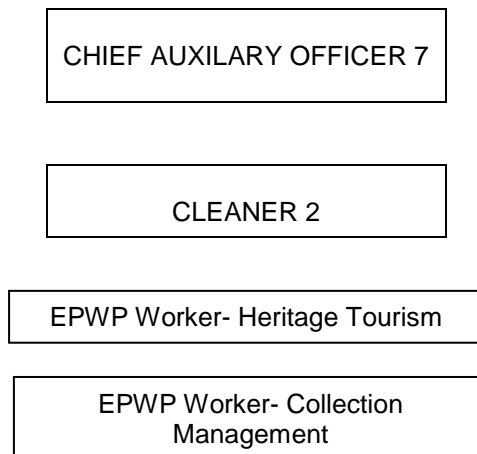 CHIEF AUXILARY OFFICER 7
CLEANER 2
EPWP Worker- Heritage Tourism
EPWP Worker- Collection
Management